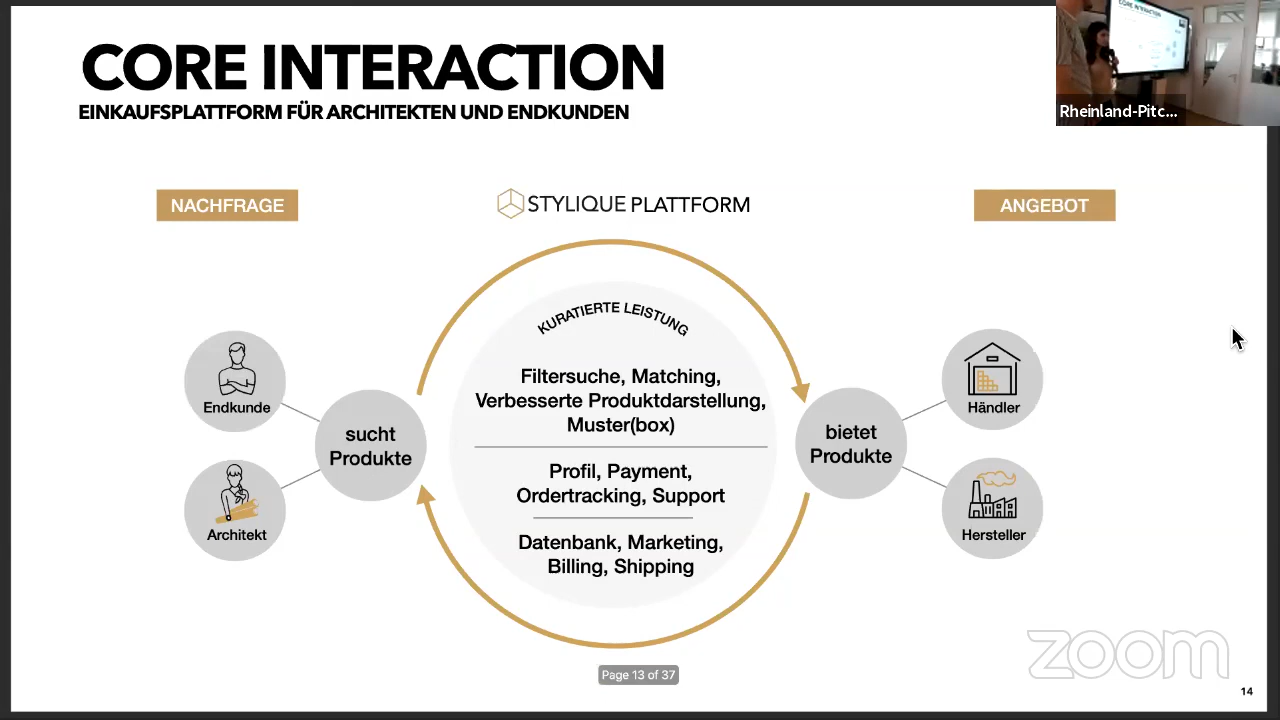 CORE INTERACTION
EINKAUFSPLATTFORM FÜR ARCHITEKTEN UND ENDKUNDEN
CORE INTERACTION
Rheinland-Pitc...
NACHFRAGE
STYLIQUE PLATTFORM
ANGEBOT
KURATIERTE LEISTUNG
Filtersuche, Matching,
Verbesserte Produktdarstellung,
Muster(box)
Profil, Payment,
Ordertracking, Support
Datenbank, Marketing,
Billing, Shipping
Endkunde
Architekt
sucht
Produkte
bietet
Produkte
Händler
Hersteller
zoom
Page 13 of 37
14